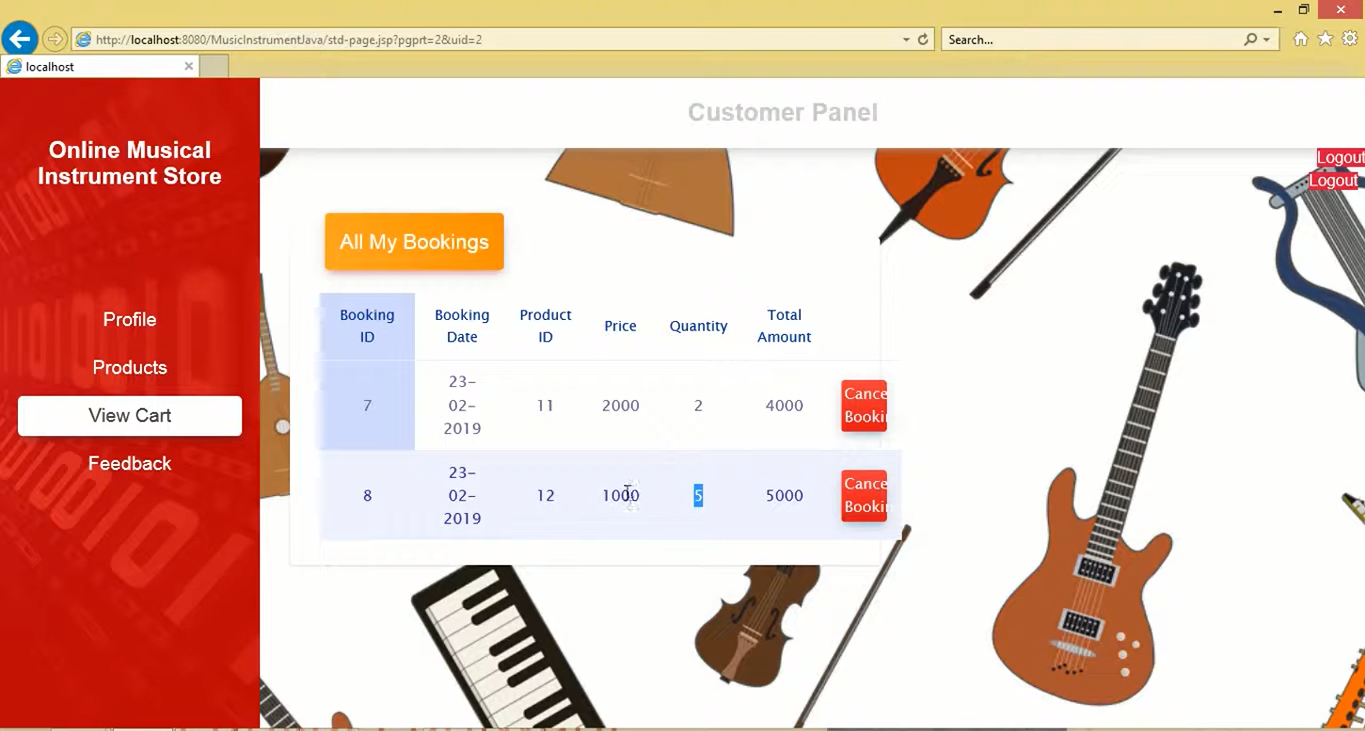 http://localhost:8080/MusicInstrumentJava/std-page.jsp?pgprt=2&uid=2
Search...
localhost
Customer Panel
Online Musical
Instrument Store
Logout
Logout
All My Bookings
Profile
Products
View Cart
Feedback
Booking ID Booking Date Product ID Price Quantity Total Amount
7 23-02-2019 11 2000 2 4000 Cance Booki
8 23-02-2019 12 1000 5 5000 Cance Booki